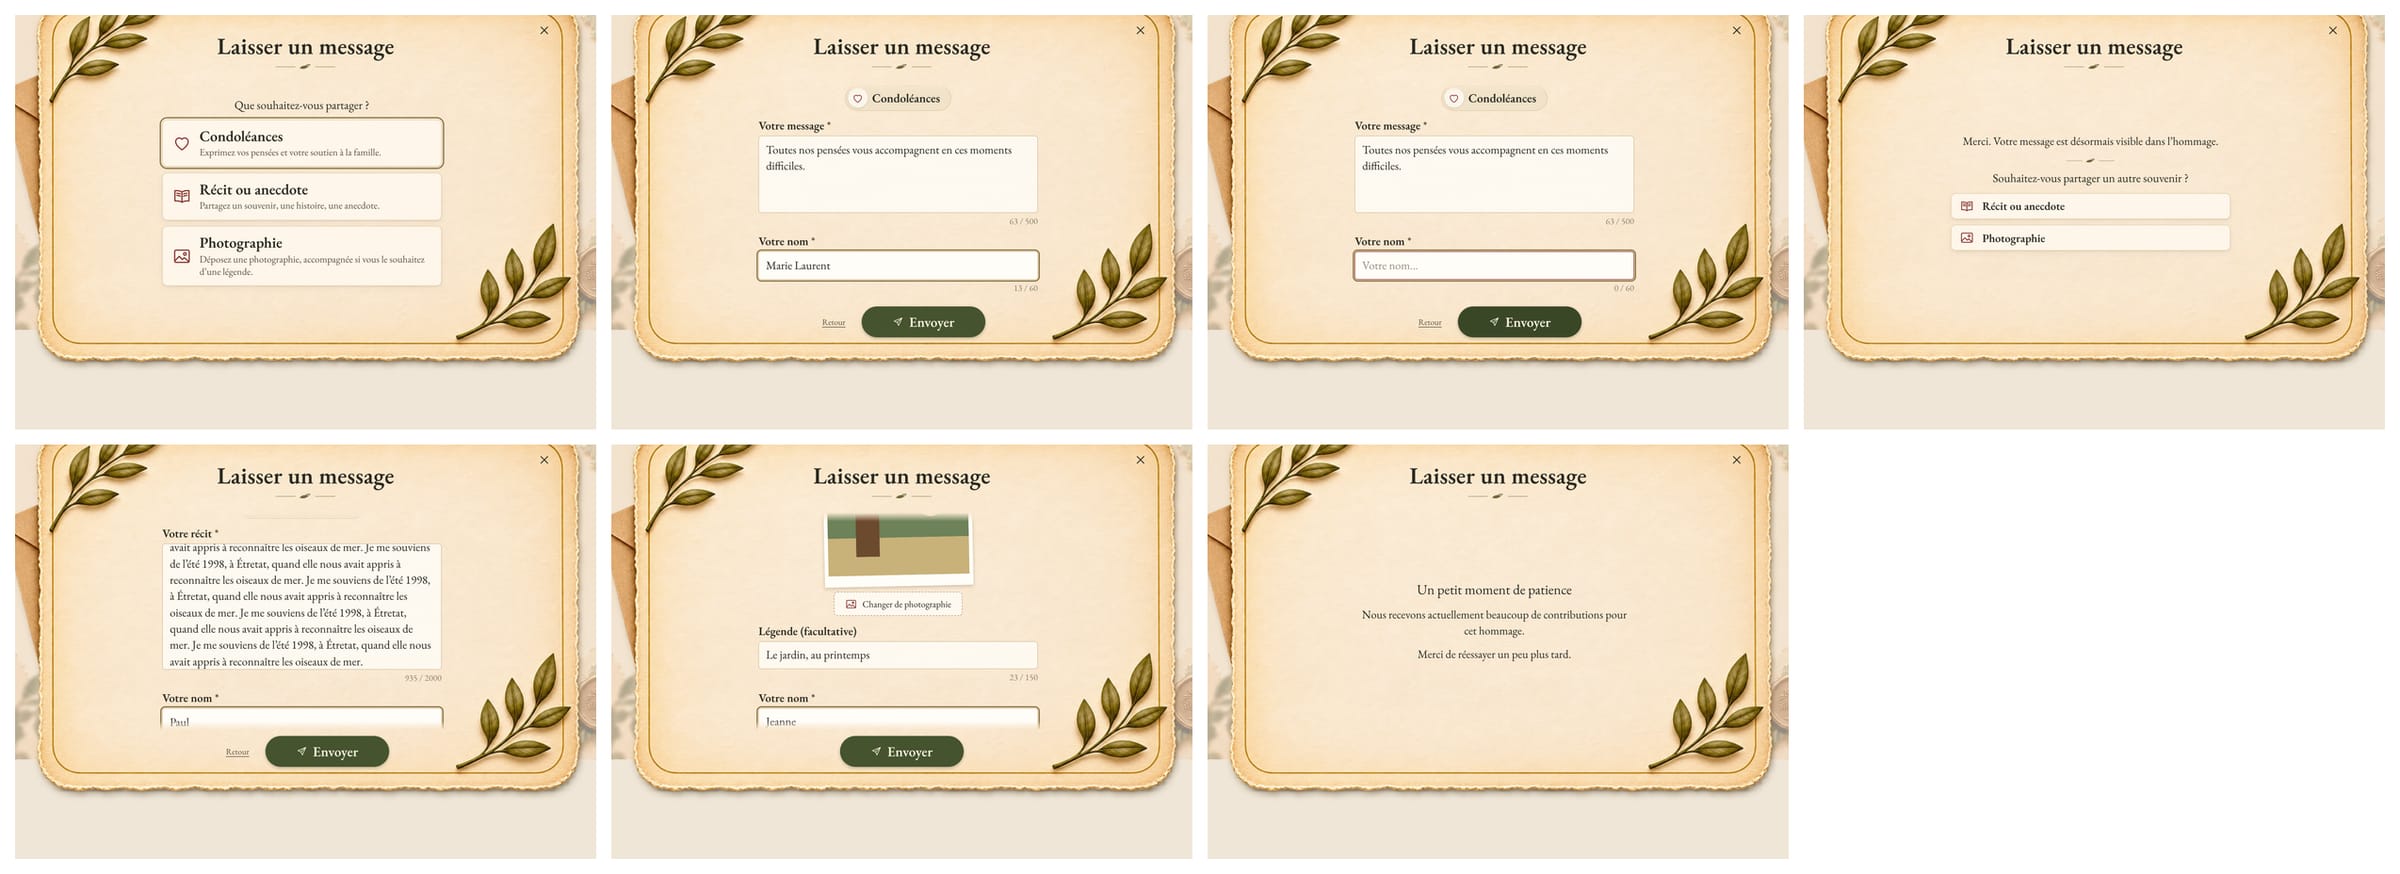 Laisser un message
Que souhaitez-vous partager ?
Condoléances
Exprimez vos pensées et votre soutien à la famille.
Récit ou anecdote
Partagez un souvenir, une histoire, une anecdote.
Photographie
Déposez une photographie, accompagnée si vous le souhaitez
d'une légende.
Laisser un message
Condoléances
Votre message *
Toutes nos pensées vous accompagnent en ces moments
difficiles.
63 / 500
Votre nom *
Marie Laurent
13 / 60
Retour
Envoyer
Laisser un message
Condoléances
Votre message *
Toutes nos pensées vous accompagnent en ces moments
difficiles.
63 / 500
Votre nom *
Votre nom...
0 / 60
Retour
Envoyer
Laisser un message
Merci. Votre message est désormais visible dans l'hommage.
Souhaitez-vous partager un autre souvenir ?
Récit ou anecdote
Photographie
Laisser un message
Votre récit *
avait appris à reconnaître les oiseaux de mer. Je me souviens
de l'été 1998, à Étretat, quand elle nous avait appris à
reconnaître les oiseaux de mer. Je me souviens de l'été 1998,
à Étretat, quand elle nous avait appris à reconnaître les
oiseaux de mer. Je me souviens de l'été 1998, à Étretat,
quand elle nous avait appris à reconnaître les oiseaux de
mer. Je me souviens de l'été 1998, à Étretat, quand elle nous
avait appris à reconnaître les oiseaux de mer.
935 / 2000
Votre nom *
Paul
Retour
Envoyer
Laisser un message
Changer de photographie
Légende (facultative)
Le jardin, au printemps
23 / 150
Votre nom *
Jeanne
Envoyer
Laisser un message
Un petit moment de patience
Nous recevons actuellement beaucoup de contributions pour
cet hommage.
Merci de réessayer un peu plus tard.